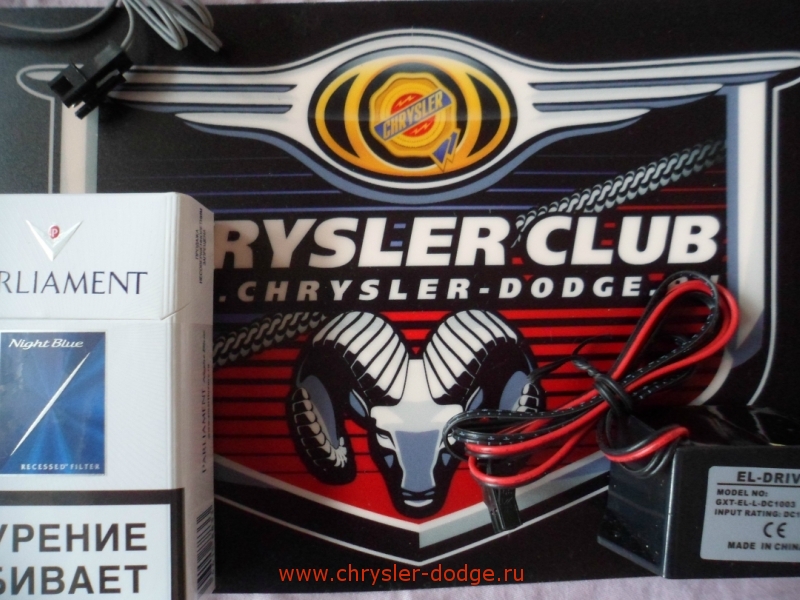 CHRYSLER
RYSLER CLUB
.CHRYSLER-DODGE.
RLIAMENT
Night Blue
RECESSED FILTER
УРЕНИЕ
БИВАЕТ
PARLIAMENT
EL-DRIV
MODEL NO:
GXT-EL-L-DC1003
INPUT RATING: DC1
CE
MADE IN CHINA
www.chrysler-dodge.ru